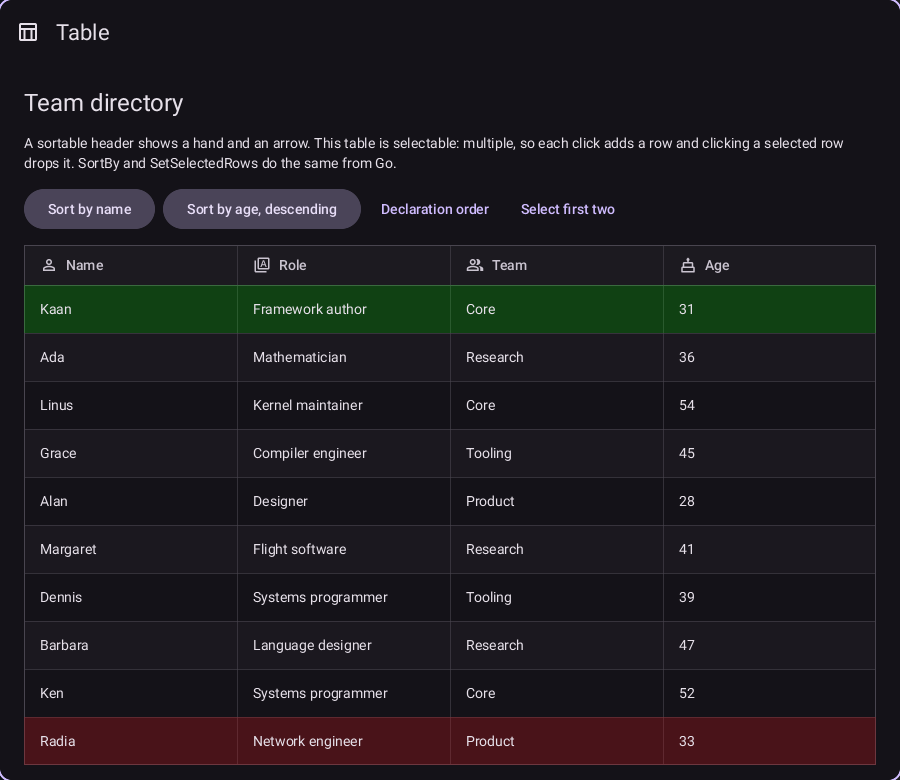 Table
Team directory
A sortable header shows a hand and an arrow. This table is selectable: multiple, so each click adds a row and clicking a selected row
drops it. SortBy and SetSelectedRows do the same from Go.
Sort by name Sort by age, descending Declaration order Select first two
Name Role Team Age
Kaan Framework author Core 31
Ada Mathematician Research 36
Linus Kernel maintainer Core 54
Grace Compiler engineer Tooling 45
Alan Designer Product 28
Margaret Flight software Research 41
Dennis Systems programmer Tooling 39
Barbara Language designer Research 47
Ken Systems programmer Core 52
Radia Network engineer Product 33